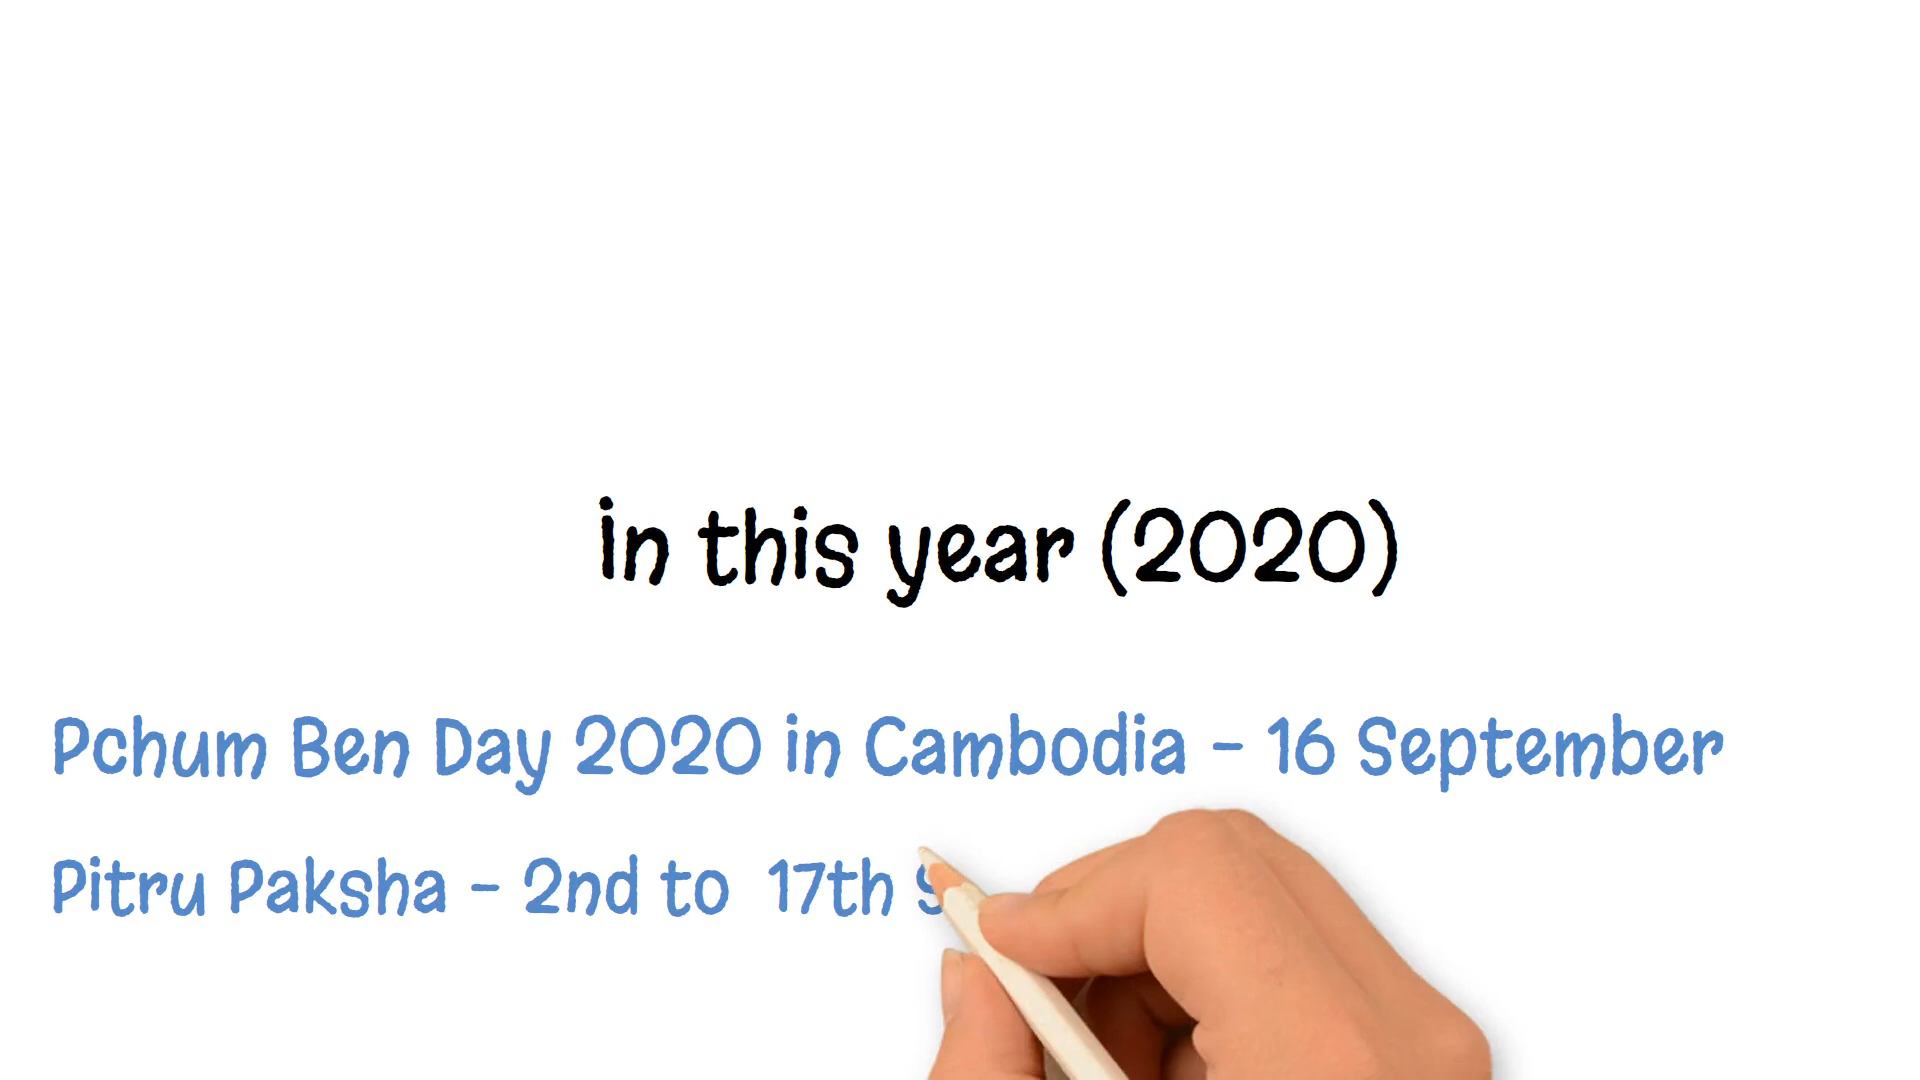 in this year (2020)
Pchum Ben Day 2020 in Cambodia - 16 September
Pitru Paksha - 2nd to 17th